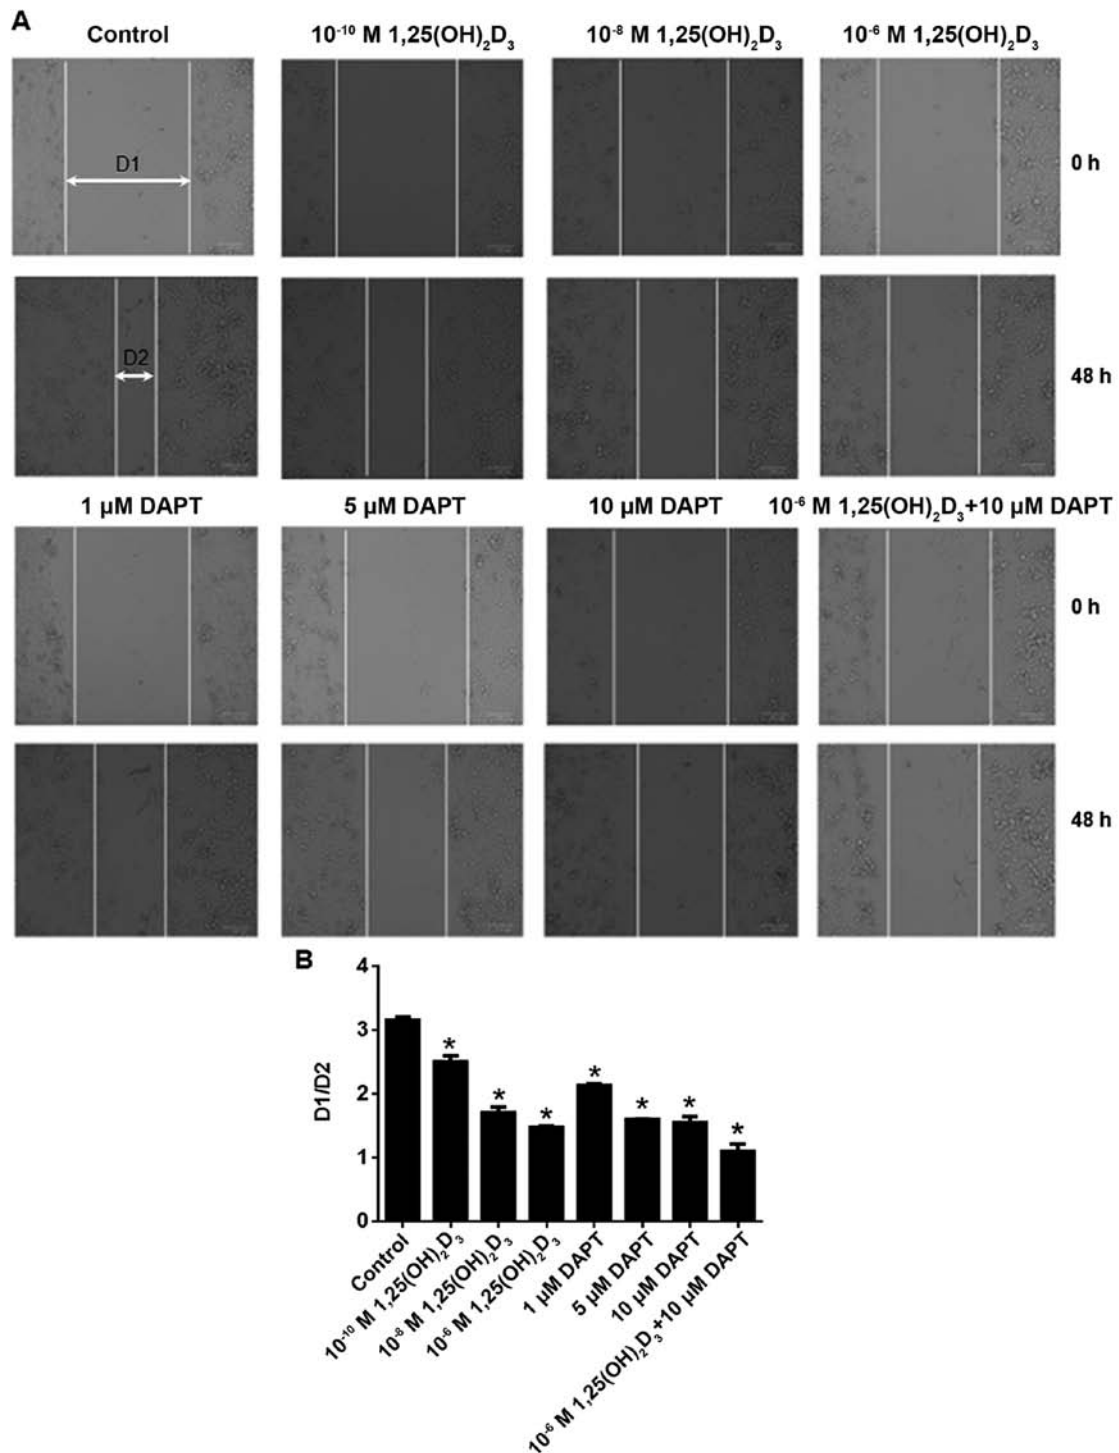 A
Control
10⁻¹⁰ M 1,25(OH)₂D₃
10⁻⁸ M 1,25(OH)₂D₃
10⁻⁶ M 1,25(OH)₂D₃
D1
0 h
D2
48 h
1 µM DAPT
5 µM DAPT
10 µM DAPT
10⁻⁶ M 1,25(OH)₂D₃+10 µM DAPT
0 h
48 h
B
D1/D2
4
3
2
1
0
*
*
*
*
*
*
*
Control
10⁻¹⁰ M 1,25(OH)₂D₃
10⁻⁸ M 1,25(OH)₂D₃
10⁻⁶ M 1,25(OH)₂D₃
1 µM DAPT
5 µM DAPT
10 µM DAPT
10⁻⁶ M 1,25(OH)₂D₃+10 µM DAPT